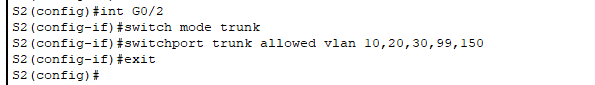 S2(config)#int G0/2
S2(config-if)#switch mode trunk
S2(config-if)#switchport trunk allowed vlan 10,20,30,99,150
S2(config-if)#exit
S2(config)#